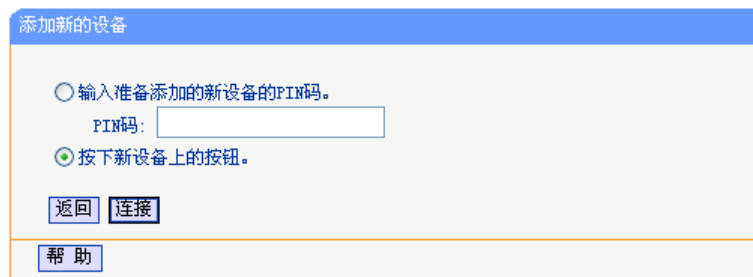 添加新的设备
输入准备添加的新设备的PIN码。
PIN码:
按下新设备上的按钮。
返回 连接
帮 助